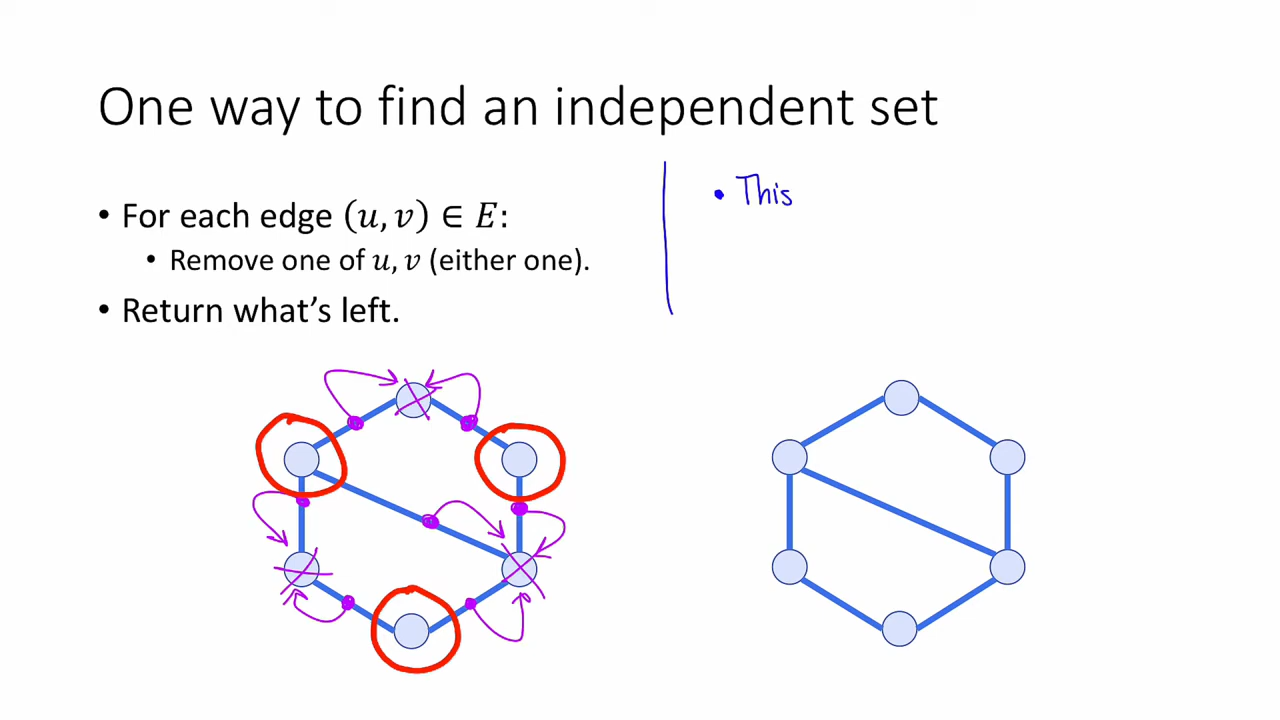 One way to find an independent set
• For each edge (u, v) ∈ E:
• Remove one of u, v (either one).
• Return what's left.
• This